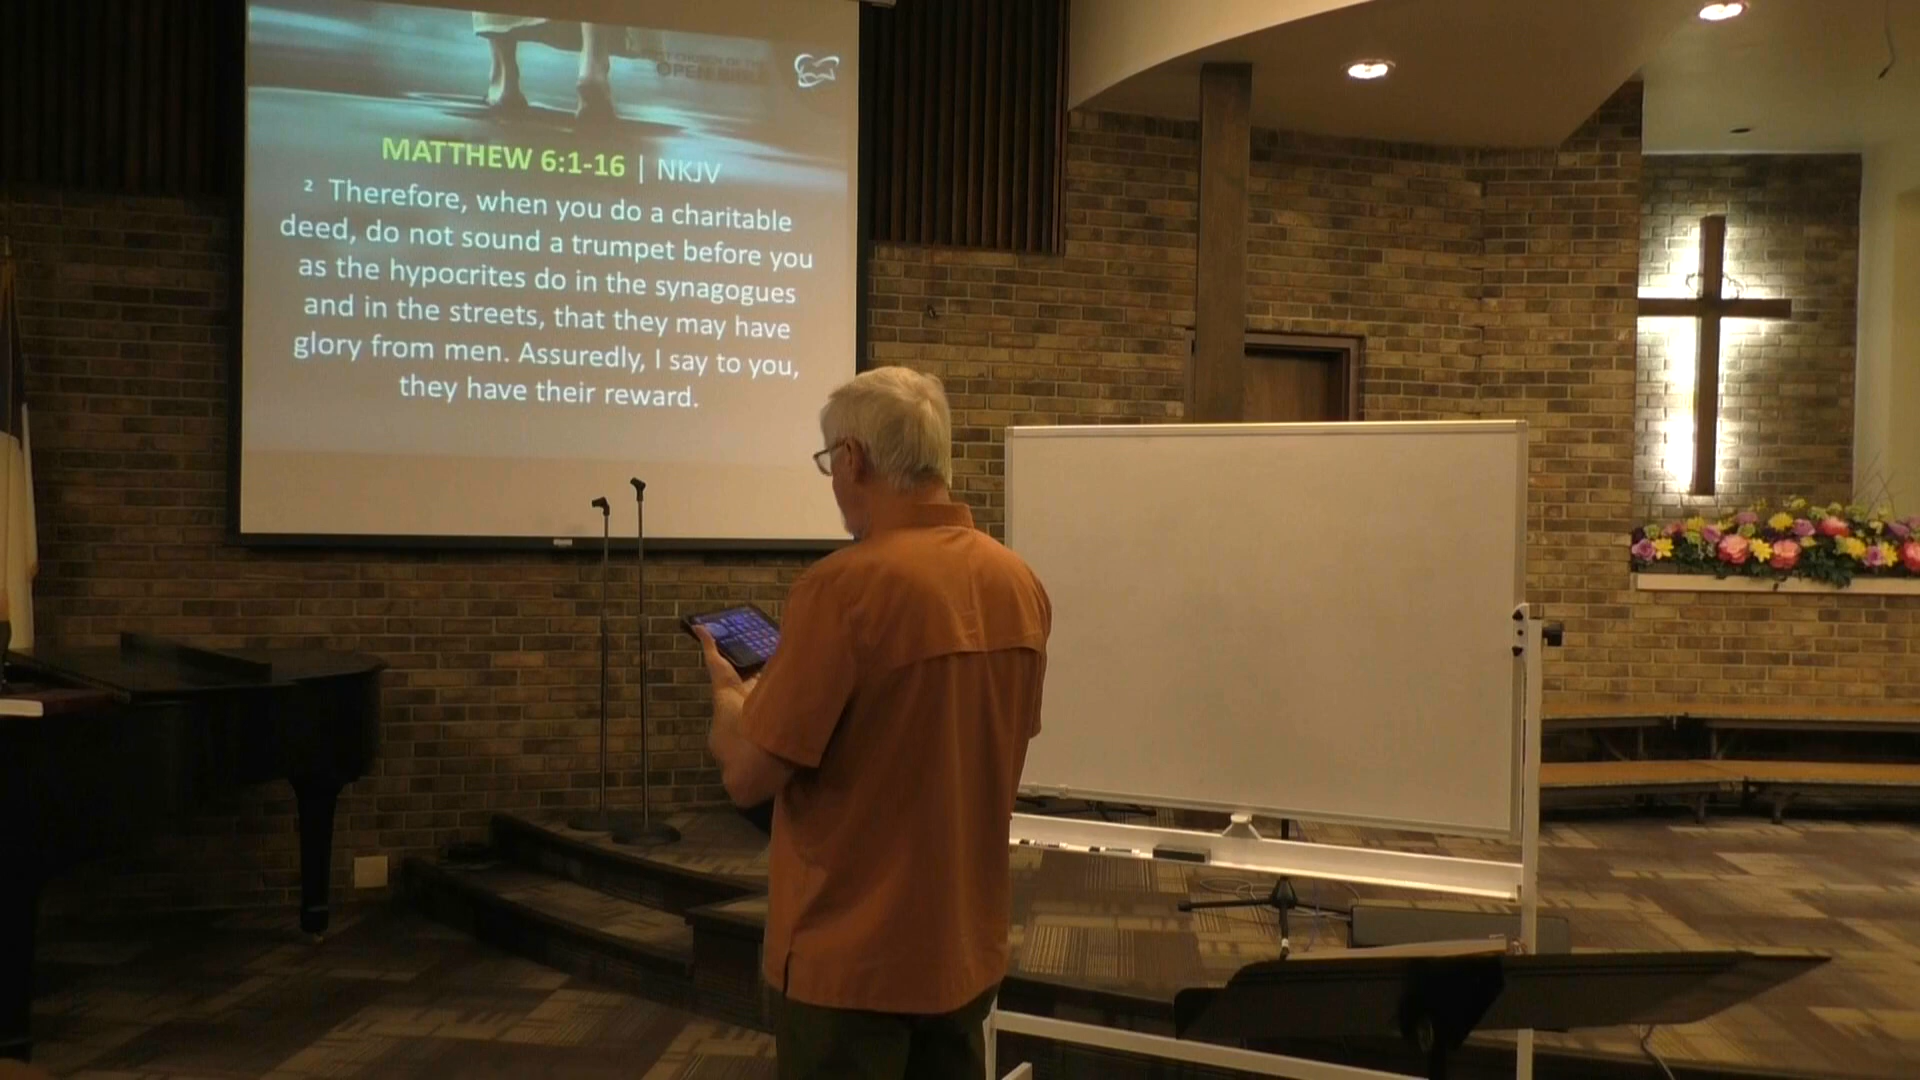 OPEN BIBLE
MATTHEW 6:1-16 | NKJV
2 Therefore, when you do a charitable
deed, do not sound a trumpet before you
as the hypocrites do in the synagogues
and in the streets, that they may have
glory from men. Assuredly, I say to you,
they have their reward.